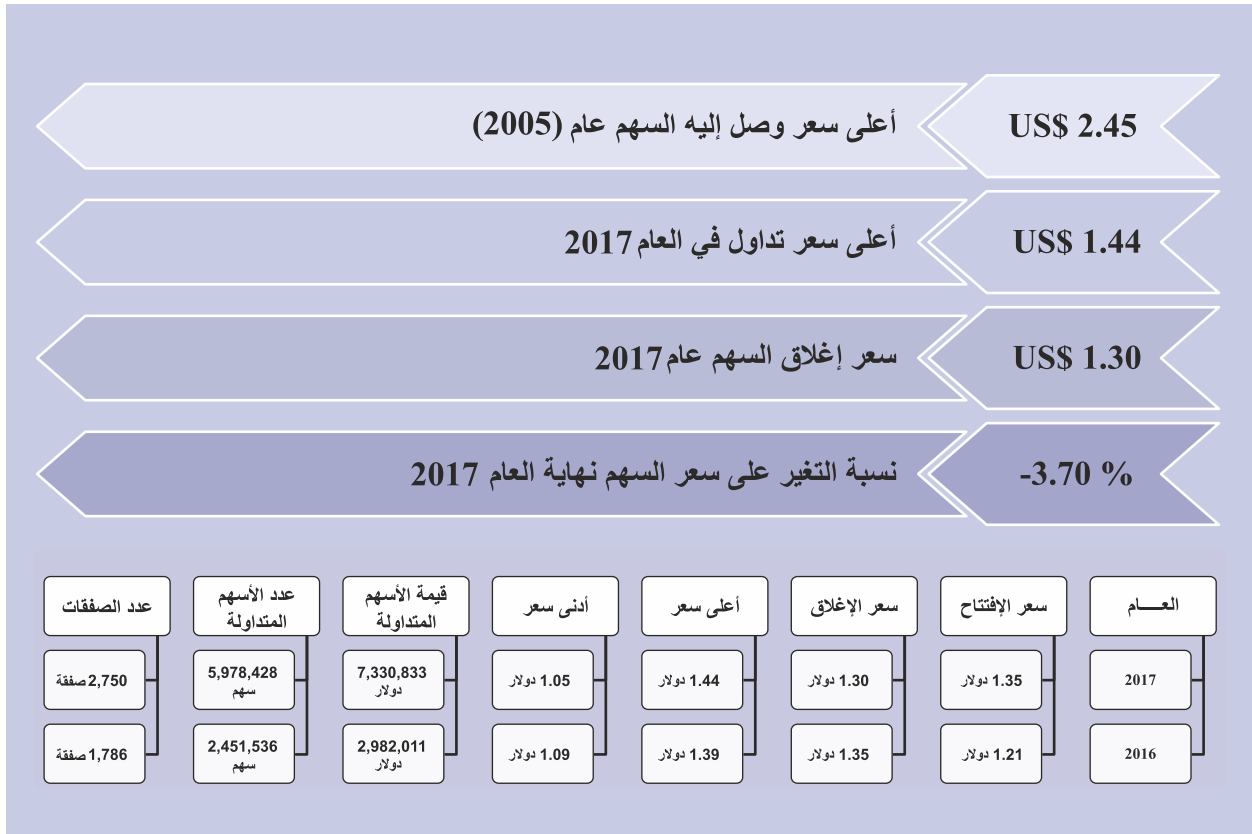 US$ 2.45
أعلى سعر وصل إليه السهم عام (2005)
US$ 1.44
أعلى سعر تداول في العام 2017
US$ 1.30
سعر إغلاق السهم عام 2017
-3.70 %
نسبة التغير على سعر السهم نهاية العام 2017
العـــــام
2017
2016
سعر الإفتتاح
1.35 دولار
1.21 دولار
سعر الإغلاق
1.30 دولار
1.35 دولار
أعلى سعر
1.44 دولار
1.39 دولار
أدنى سعر
1.05 دولار
1.09 دولار
قيمة الأسهم
المتداولة
7,330,833
دولار
2,982,011
دولار
عدد الأسهم
المتداولة
5,978,428
سهم
2,451,536
سهم
عدد الصفقات
2,750 صفقة
1,786 صفقة